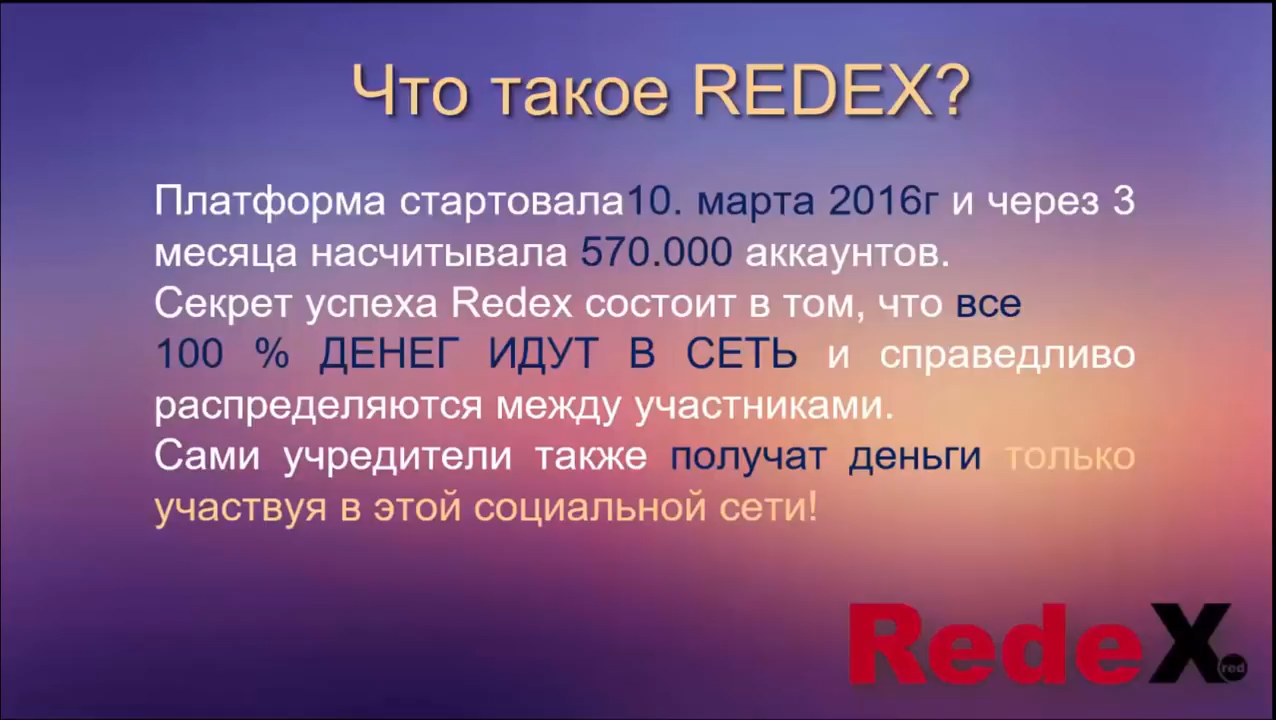 Что такое REDEX?
Платформа стартовала10. марта 2016г и через 3
месяца насчитывала 570.000 аккаунтов.
Секрет успеха Redex состоит в том, что все
100 % ДЕНЕГ ИДУТ В СЕТЬ и справедливо
распределяются между участниками.
Сами учредители также получат деньги только
участвуя в этой социальной сети!
RedeX
red